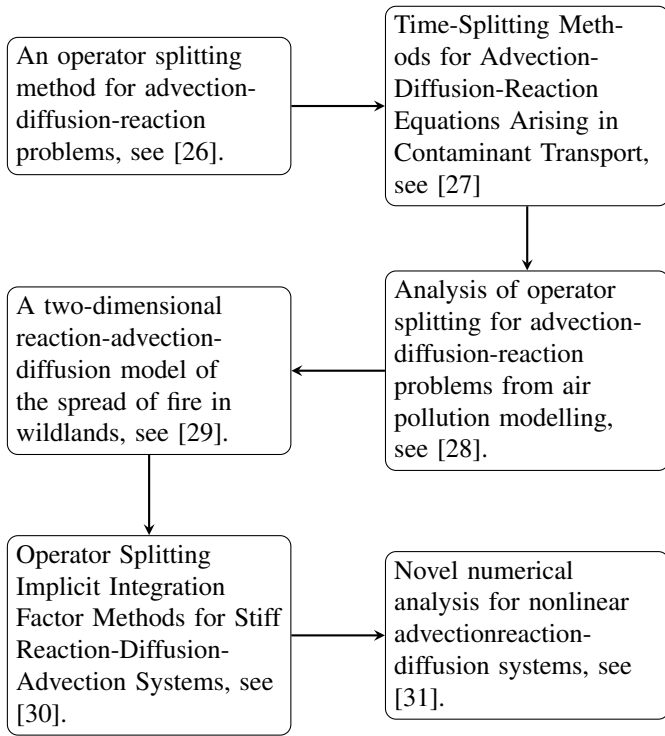 An operator splitting
method for advection-
diffusion-reaction
problems, see [26].
Time-Splitting Meth-
ods for Advection-
Diffusion-Reaction
Equations Arising in
Contaminant Transport,
see [27]
Analysis of operator
splitting for advection-
diffusion-reaction
problems from air
pollution modelling,
see [28].
A two-dimensional
reaction-advection-
diffusion model of
the spread of fire in
wildlands, see [29].
Operator Splitting
Implicit Integration
Factor Methods for Stiff
Reaction-Diffusion-
Advection Systems, see
[30].
Novel numerical
analysis for nonlinear
advectionreaction-
diffusion systems, see
[31].